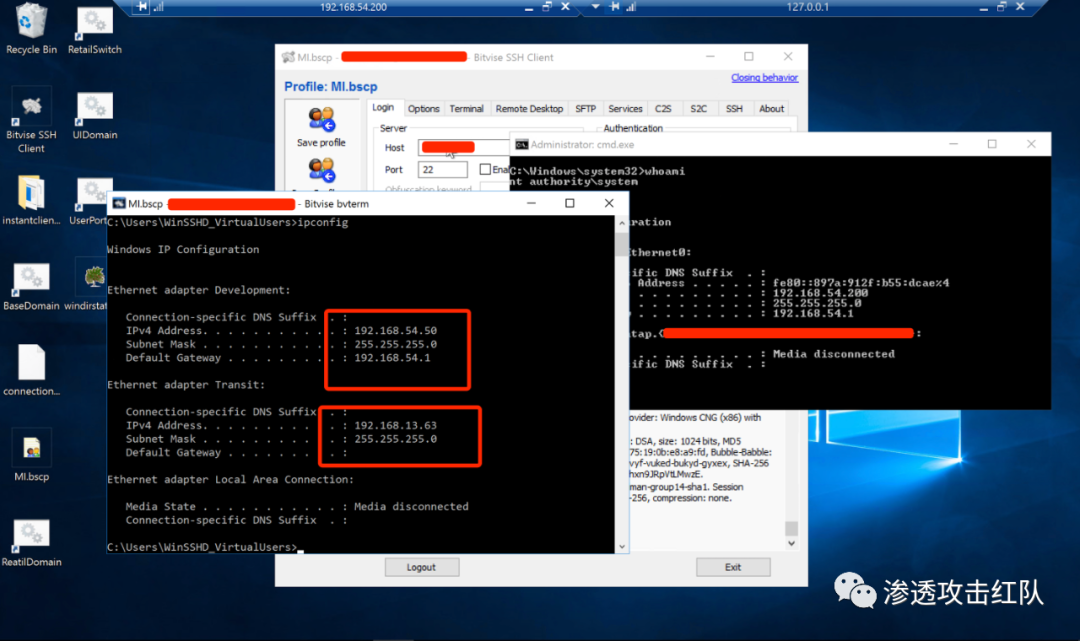 192.168.54.200
127.0.0.1
Recycle Bin
RetailSwitch
Bitvise SSH
Client
UIDomain
instantclien...
UserPort
BaseDomain
windirstat
connection...
MI.bscp
ReatilDomain
MI.bscp -
- Bitvise SSH Client
Profile: MI.bscp
Closing behavior
Save profile
Login
Options
Terminal
Remote Desktop
SFTP
Services
C2S
S2C
SSH
About
Server
Authentication
Host
Port
22
Ena
Obfuscation keyword
Administrator: cmd.exe
C:\Windows\system32>whoami
nt authority\system
ration
thernet0:
ific DNS Suffix . :
Address . . . . . : fe80::897a:912f:b55:dcae%4
. . . . . . . . . : 192.168.54.200
. . . . . . . . . : 255.255.255.0
. . . . . . . . . : 192.168.54.1
atap.{
:
. . . . . . . . : Media disconnected
ific DNS Suffix . :
MI.bscp -
- Bitvise bvterm
C:\Users\WinSSHD_VirtualUsers>ipconfig
Windows IP Configuration
Ethernet adapter Development:
Connection-specific DNS Suffix . :
IPv4 Address. . . . . . . . . . . : 192.168.54.50
Subnet Mask . . . . . . . . . . . : 255.255.255.0
Default Gateway . . . . . . . . . : 192.168.54.1
Ethernet adapter Transit:
Connection-specific DNS Suffix . :
IPv4 Address. . . . . . . . . . . : 192.168.13.63
Subnet Mask . . . . . . . . . . . : 255.255.255.0
Default Gateway . . . . . . . . . :
Ethernet adapter Local Area Connection:
Media State . . . . . . . . . . . : Media disconnected
Connection-specific DNS Suffix . :
C:\Users\WinSSHD_VirtualUsers>
ovider: Windows CNG (x86) with
: DSA, size: 1024 bits, MD5
75:19:0b:e8:a9:fd, Bubble-Babble:
vyf-vuked-bukyd-gyxex, SHA-256
hxn9JRpVtLMwzE.
man-group14-sha1. Session
-256, compression: none.
Logout
Exit
渗透攻击红队